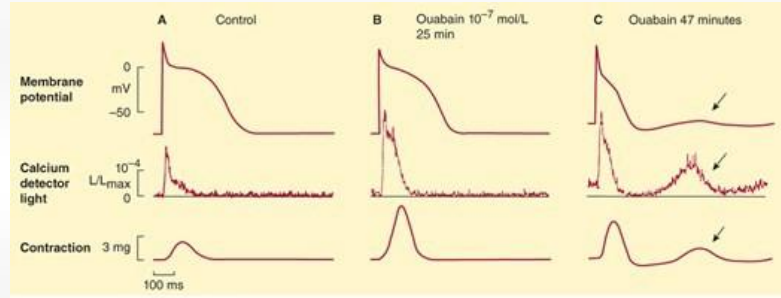 A Control
B Ouabain 10⁻⁷ mol/L
25 min
C Ouabain 47 minutes
Membrane
potential
0
mV
–50
Calcium
detector
light
10⁻⁴
L/Lmax
0
Contraction 3 mg
100 ms